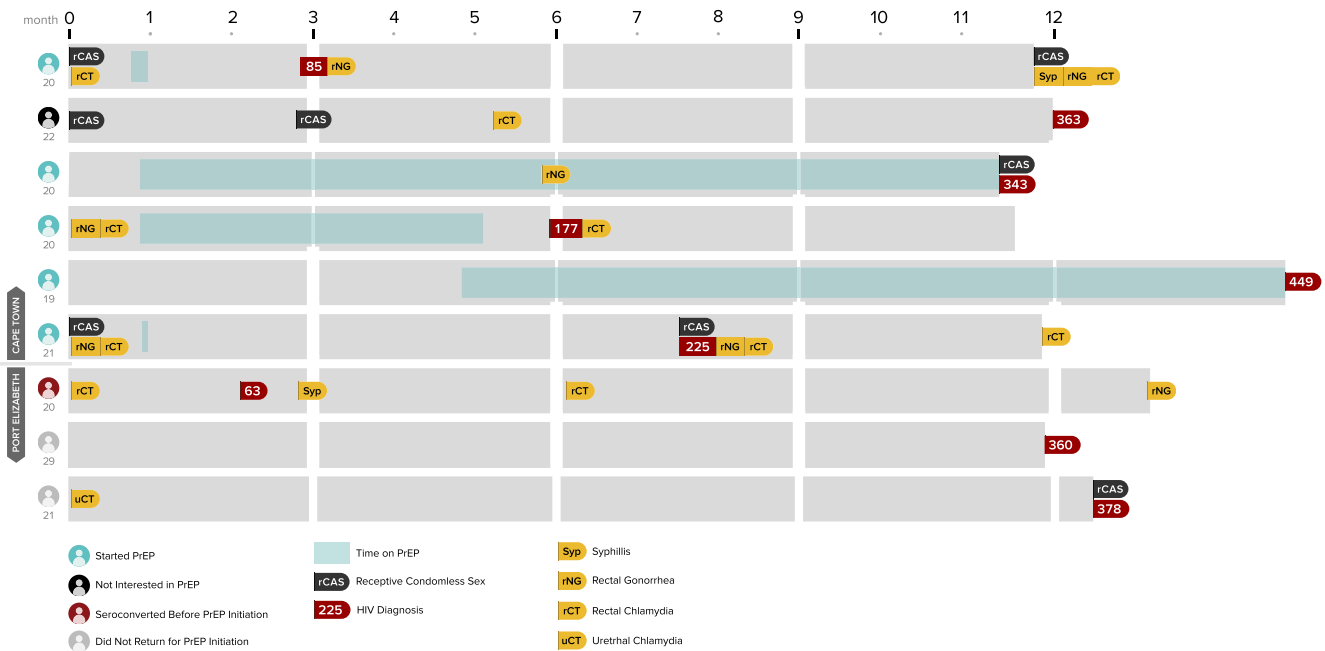 month 0 1 2 3 4 5 6 7 8 9 10 11 12
rCAS rCAS
rCT 85 rNG Syp rNG rCT
20
rCAS rCAS rCT 363
22
rCAS
rNG 343
20
rNG rCT 177 rCT
20
449
19
CAPE TOWN
rCAS rCAS
rNG rCT 225 rNG rCT rCT
21
PORT ELIZABETH
rCT 63 Syp rCT rNG
20
360
29
rCAS
uCT 378
21
Started PrEP
Not Interested in PrEP
Seroconverted Before PrEP Initiation
Did Not Return for PrEP Initiation
Time on PrEP
rCAS Receptive Condomless Sex
225 HIV Diagnosis
Syp Syphillis
rNG Rectal Gonorrhea
rCT Rectal Chlamydia
uCT Uretrhal Chlamydia